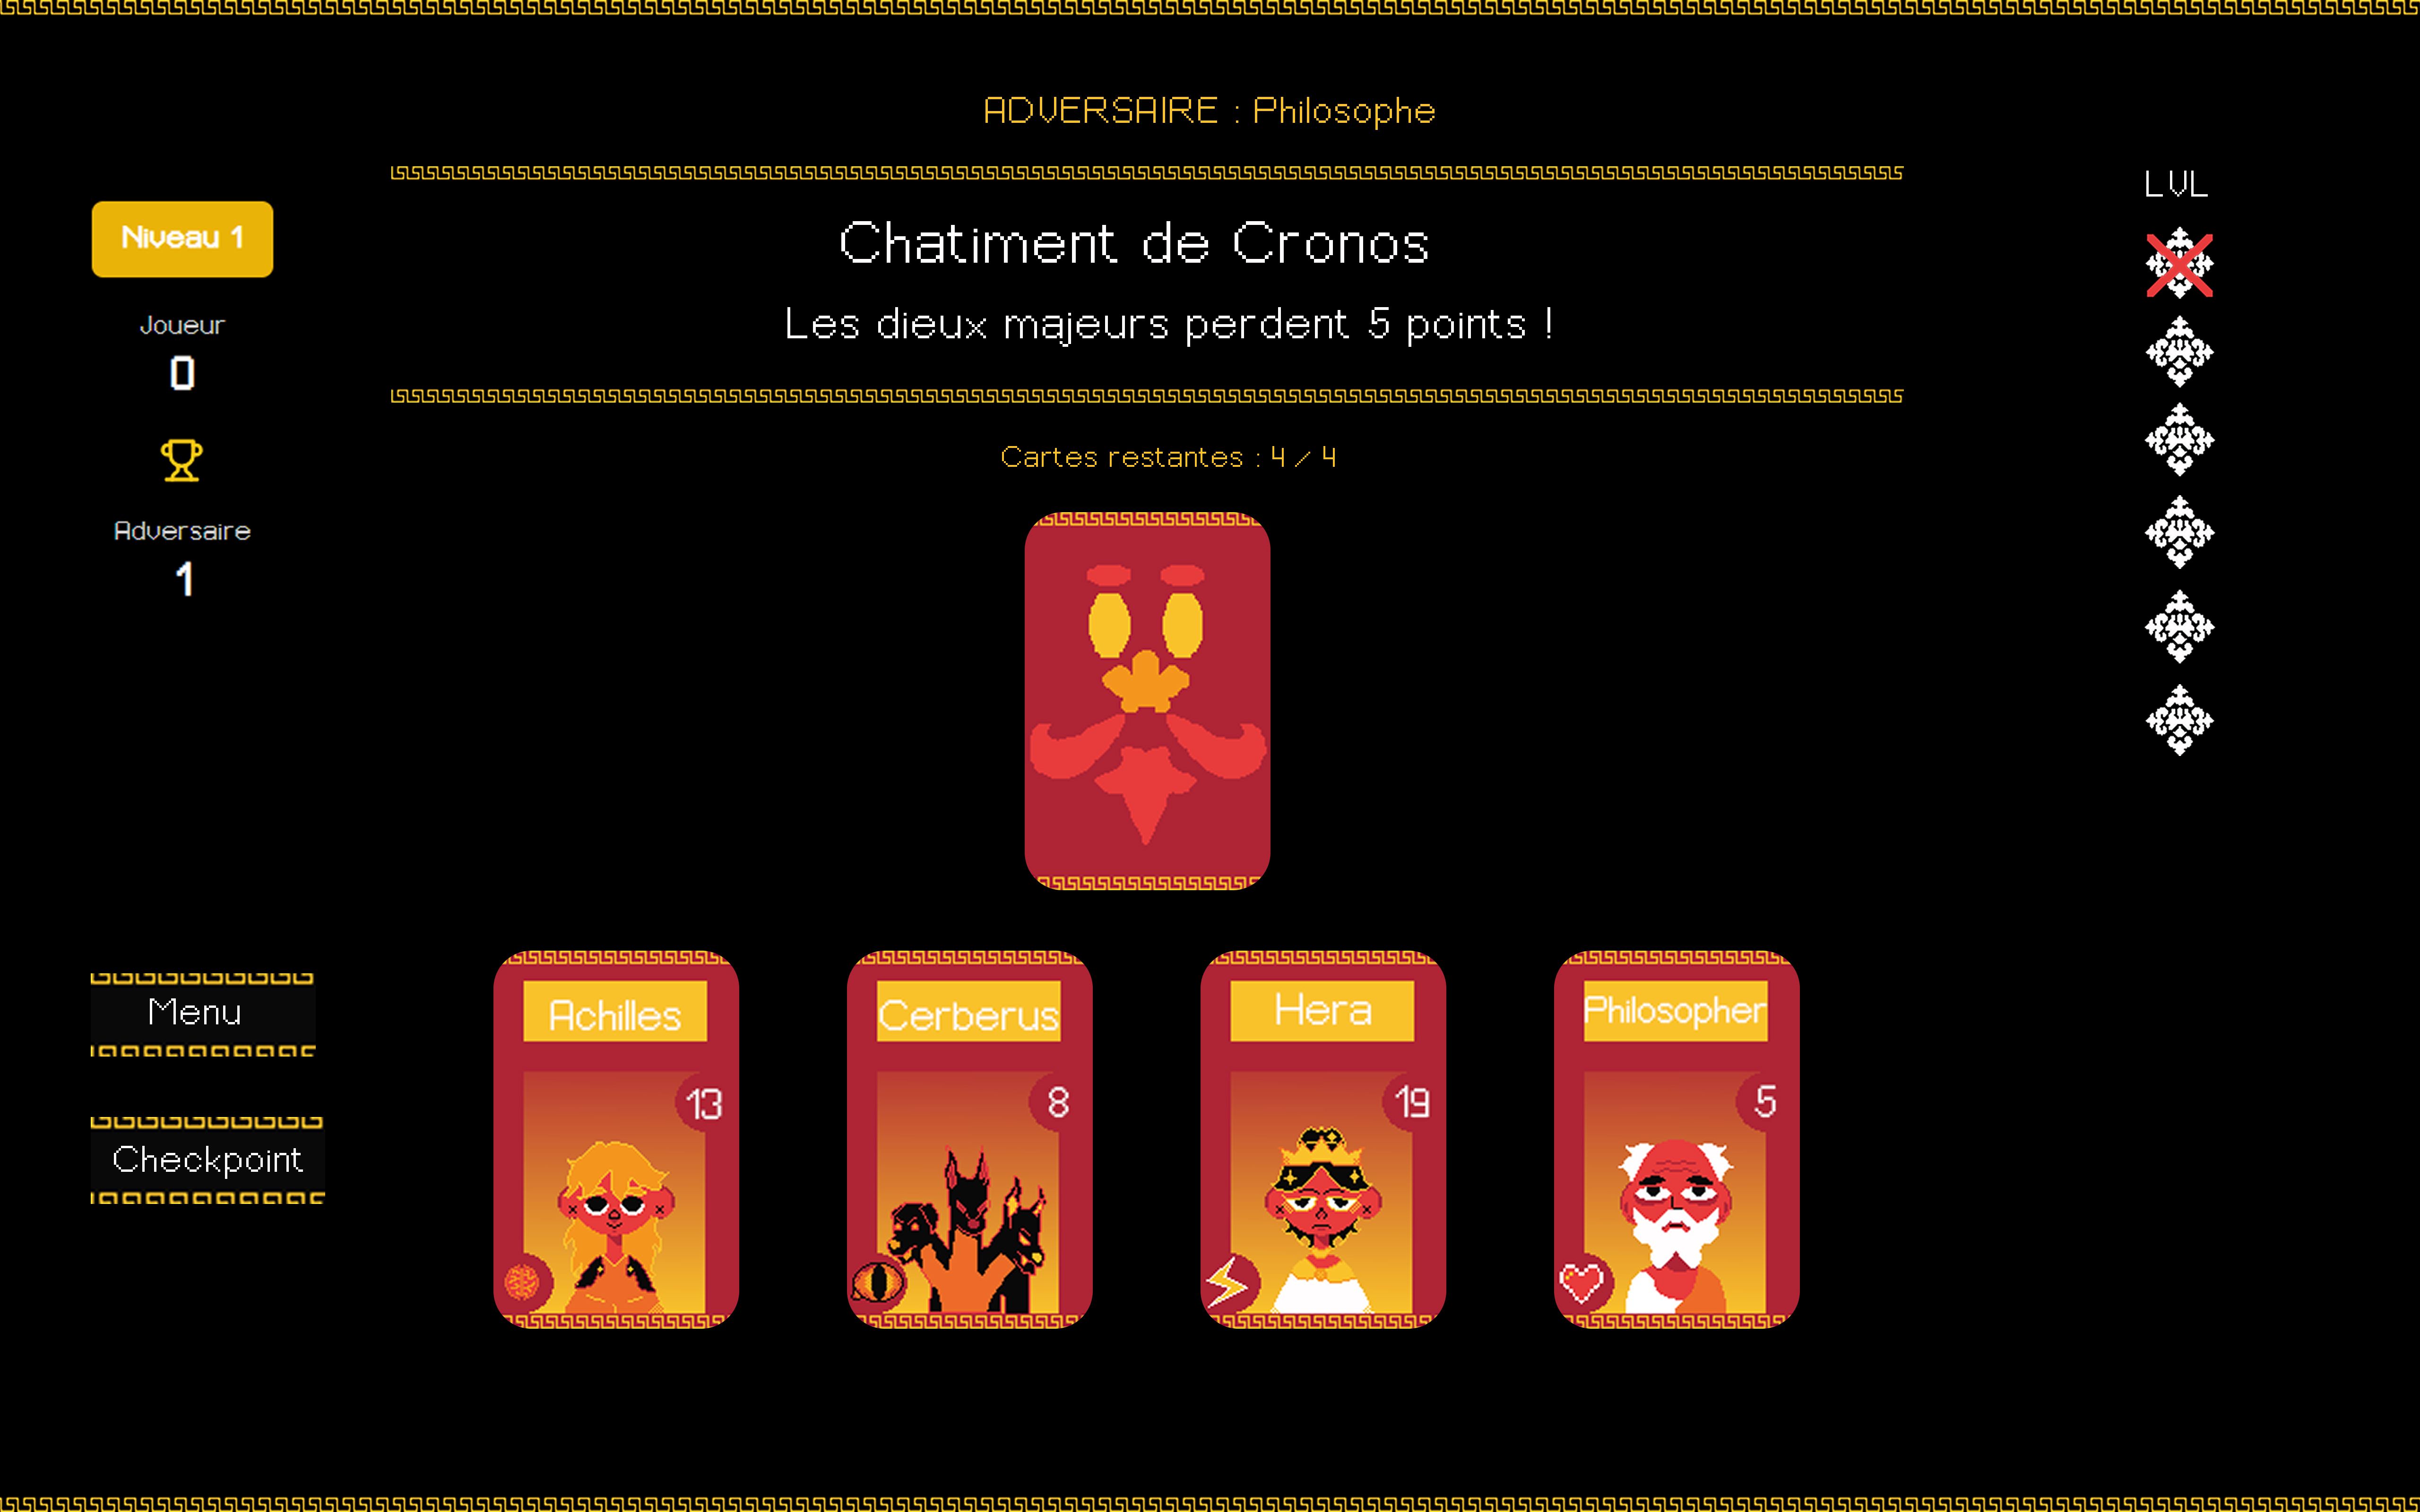 ADVERSAIRE : Philosophe
LVL
Niveau 1
Chatiment de Cronos
Les dieux majeurs perdent 5 points !
Joueur
0
Cartes restantes : 4 / 4
Adversaire
1
Menu
Checkpoint
Achilles
13
Cerberus
8
Hera
19
Philosopher
5